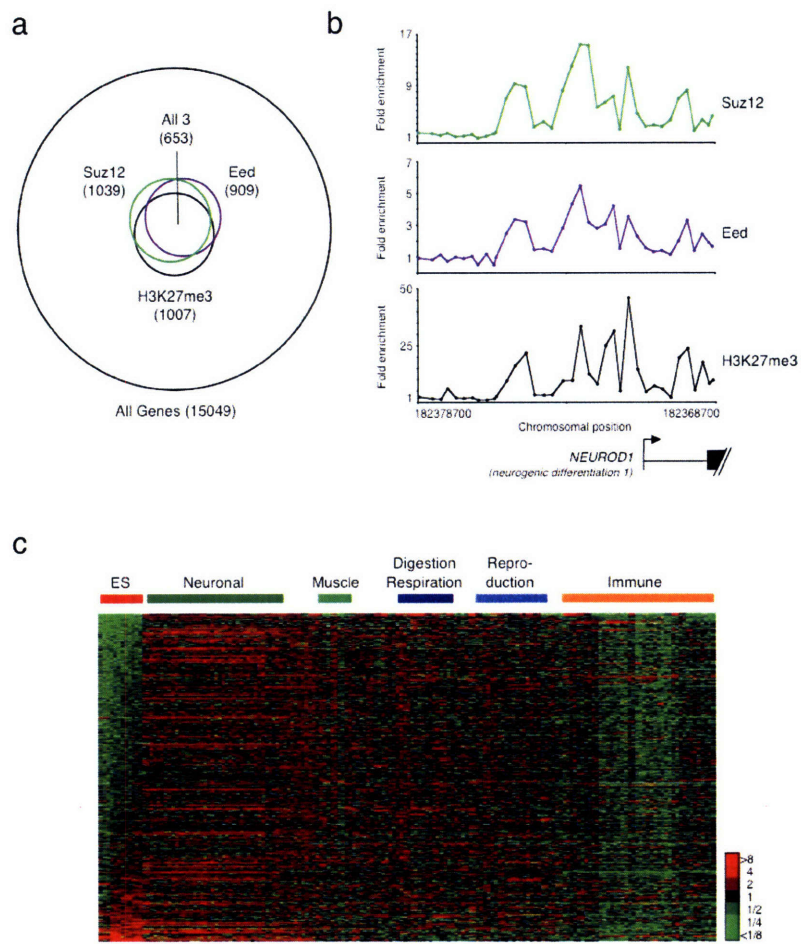 a
All 3
(653)
Suz12
(1039)
Eed
(909)
H3K27me3
(1007)
All Genes (15049)
b
17
9
1
Fold enrichment
Suz12
7
5
3
1
Fold enrichment
Eed
50
25
1
Fold enrichment
H3K27me3
182378700
182368700
Chromosomal position
NEUROD1
(neurogenic differentiation 1)
c
ES
Neuronal
Muscle
Digestion
Respiration
Repro-
duction
Immune
>8
4
2
1
1/2
1/4
<1/8